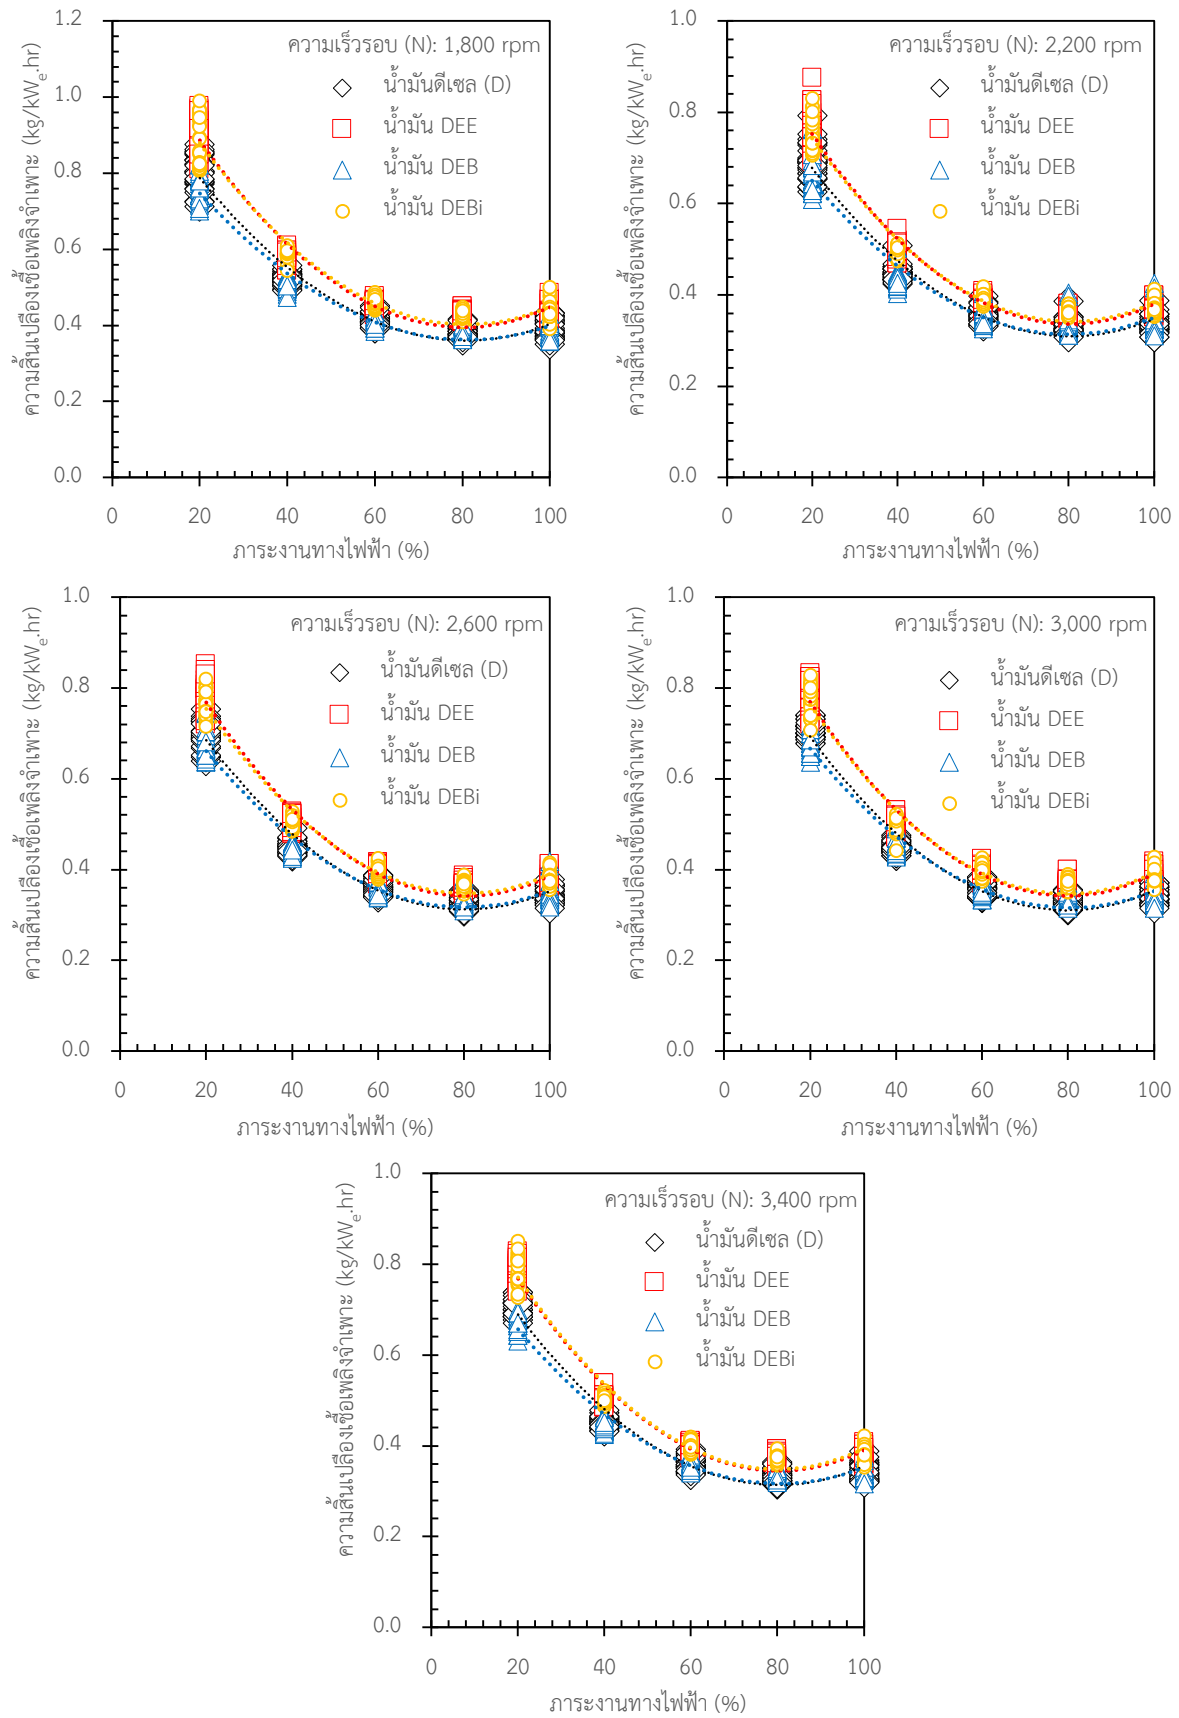 ความสิ้นเปลืองเชื้อเพลิงจำเพาะ (kg/kWe.hr)
1.2
1.0
0.8
0.6
0.4
0.2
0.0
ความเร็วรอบ (N): 1,800 rpm
น้ำมันดีเซล (D)
น้ำมัน DEE
น้ำมัน DEB
น้ำมัน DEBi
0 20 40 60 80 100
ภาระงานทางไฟฟ้า (%)
ความสิ้นเปลืองเชื้อเพลิงจำเพาะ (kg/kWe.hr)
1.0
0.8
0.6
0.4
0.2
0.0
ความเร็วรอบ (N): 2,200 rpm
น้ำมันดีเซล (D)
น้ำมัน DEE
น้ำมัน DEB
น้ำมัน DEBi
0 20 40 60 80 100
ภาระงานทางไฟฟ้า (%)
ความสิ้นเปลืองเชื้อเพลิงจำเพาะ (kg/kWe.hr)
1.0
0.8
0.6
0.4
0.2
0.0
ความเร็วรอบ (N): 2,600 rpm
น้ำมันดีเซล (D)
น้ำมัน DEE
น้ำมัน DEB
น้ำมัน DEBi
0 20 40 60 80 100
ภาระงานทางไฟฟ้า (%)
ความสิ้นเปลืองเชื้อเพลิงจำเพาะ (kg/kWe.hr)
1.0
0.8
0.6
0.4
0.2
0.0
ความเร็วรอบ (N): 3,000 rpm
น้ำมันดีเซล (D)
น้ำมัน DEE
น้ำมัน DEB
น้ำมัน DEBi
0 20 40 60 80 100
ภาระงานทางไฟฟ้า (%)
ความสิ้นเปลืองเชื้อเพลิงจำเพาะ (kg/kWe.hr)
1.0
0.8
0.6
0.4
0.2
0.0
ความเร็วรอบ (N): 3,400 rpm
น้ำมันดีเซล (D)
น้ำมัน DEE
น้ำมัน DEB
น้ำมัน DEBi
0 20 40 60 80 100
ภาระงานทางไฟฟ้า (%)